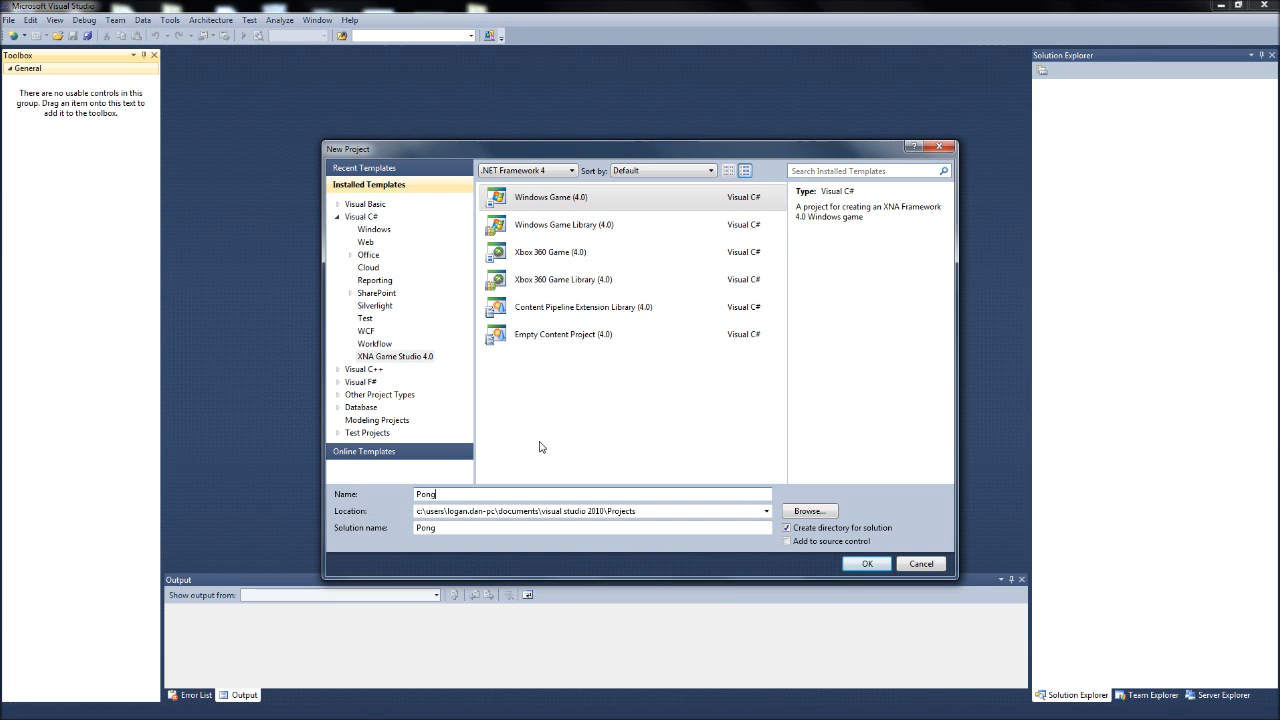 Microsoft Visual Studio
File Edit View Debug Team Data Tools Architecture Test Analyze Window Help
Toolbox
General
There are no usable controls in this
group. Drag an item onto this text to
add it to the toolbox.
Solution Explorer
New Project
Recent Templates
Installed Templates
Visual Basic
Visual C#
Windows
Web
Office
Cloud
Reporting
SharePoint
Silverlight
Test
WCF
Workflow
XNA Game Studio 4.0
Visual C++
Visual F#
Other Project Types
Database
Modeling Projects
Test Projects
Online Templates
.NET Framework 4 Sort by: Default
Windows Game (4.0) Visual C#
Windows Game Library (4.0) Visual C#
Xbox 360 Game (4.0) Visual C#
Xbox 360 Game Library (4.0) Visual C#
Content Pipeline Extension Library (4.0) Visual C#
Empty Content Project (4.0) Visual C#
Search Installed Templates
Type: Visual C#
A project for creating an XNA Framework
4.0 Windows game
Name: Pong
Location: c:\users\logan.dan-pc\documents\visual studio 2010\Projects Browse...
Solution name: Pong Create directory for solution
Add to source control
OK Cancel
Output
Show output from:
Error List Output
Solution Explorer Team Explorer Server Explorer